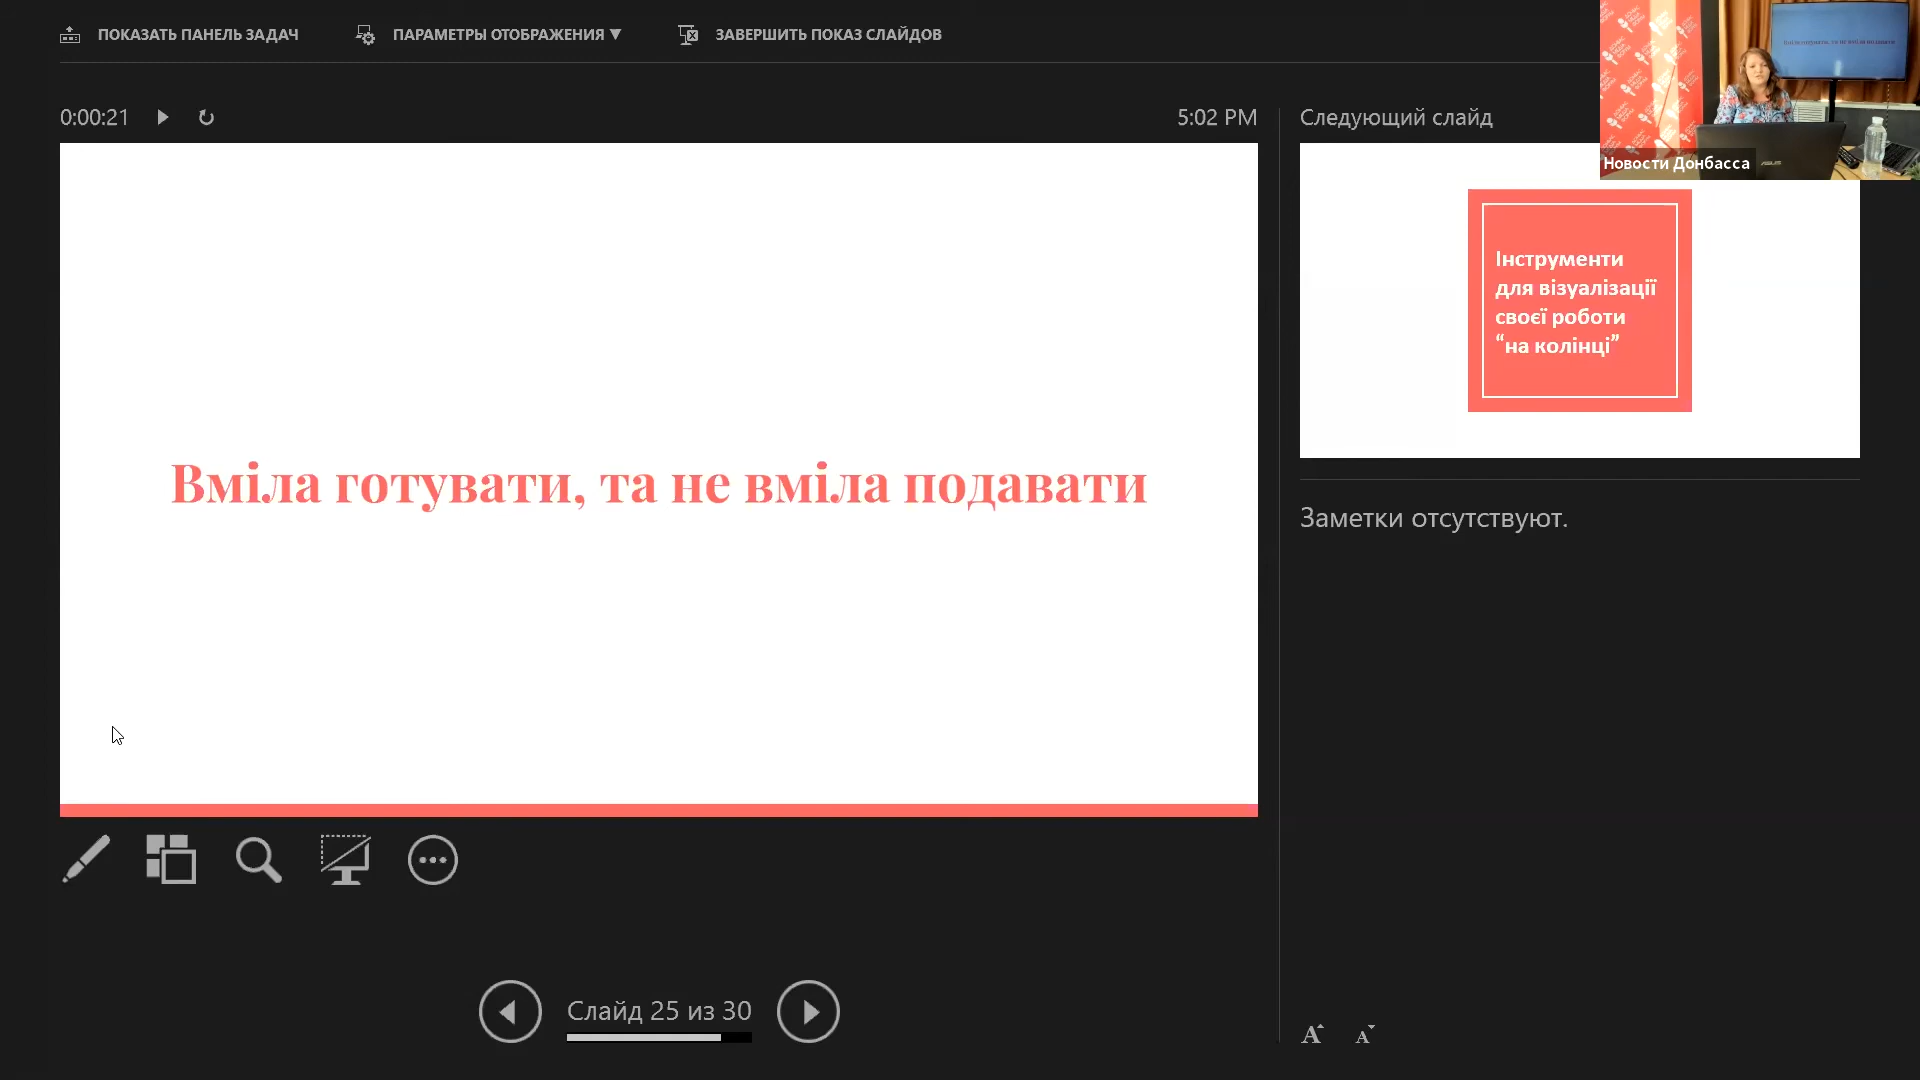 ПОКАЗАТЬ ПАНЕЛЬ ЗАДАЧ
ПАРАМЕТРЫ ОТОБРАЖЕНИЯ ▼
ЗАВЕРШИТЬ ПОКАЗ СЛАЙДОВ
0:00:21
5:02 PM
Вміла готувати, та не вміла подавати
Слайд 25 из 30
Следующий слайд
Інструменти
для візуалізації
своєї роботи
“на колінці”
Заметки отсутствуют.
Новости Донбасса
ASUS